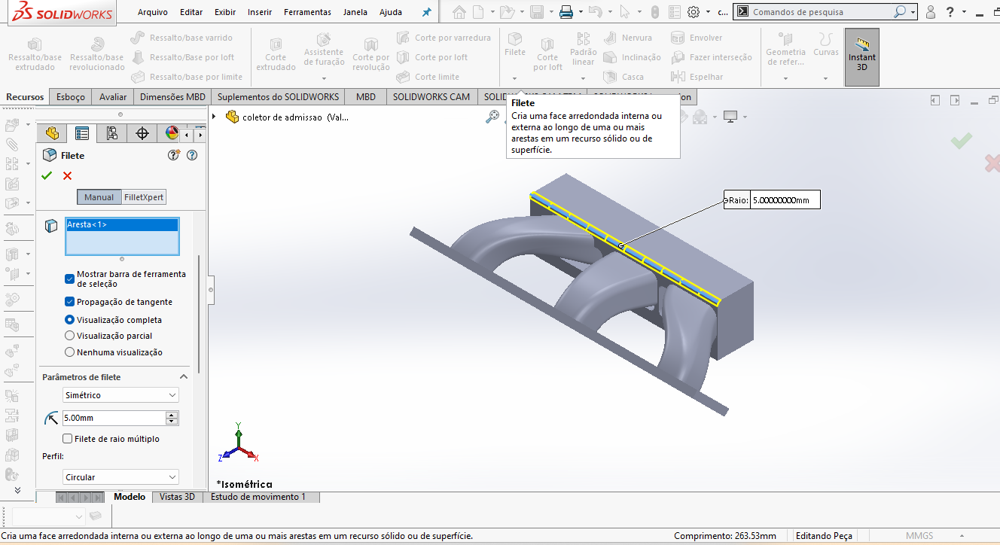 SOLIDWORKS
Arquivo Editar Exibir Inserir Ferramentas Janela Ajuda
c... Comandos de pesquisa
Ressalto/base extrudado
Ressalto/base revolucionado
Ressalto/base varrido
Ressalto/Base por loft
Ressalto/base por limite
Corte extrudado
Assistente de furação
Corte por revolução
Corte por varredura
Corte por loft
Corte limite
Filete
Corte por loft
Padrão linear
Nervura
Inclinação
Casca
Envolver
Fazer interseção
Espelhar
Geometria de refer...
Curvas
Instant 3D
Recursos Esboço Avaliar Dimensões MBD Suplementos do SOLIDWORKS MBD SOLIDWORKS CAM
Filete
Cria uma face arredondada interna ou
externa ao longo de uma ou mais
arestas em um recurso sólido ou de
superfície.
coletor de admissao (Val...
Filete
Manual FilletXpert
Aresta<1>
Mostrar barra de ferramenta
de seleção
Propagação de tangente
Visualização completa
Visualização parcial
Nenhuma visualização
Parâmetros de filete
Simétrico
5.00mm
Filete de raio múltiplo
Perfil:
Circular
Raio: 5.00000000mm
Y
Z
X
*Isométrica
Modelo Vistas 3D Estudo de movimento 1
Cria uma face arredondada interna ou externa ao longo de uma ou mais arestas em um recurso sólido ou de superfície.
Comprimento: 263.53mm Editando Peça MMGS